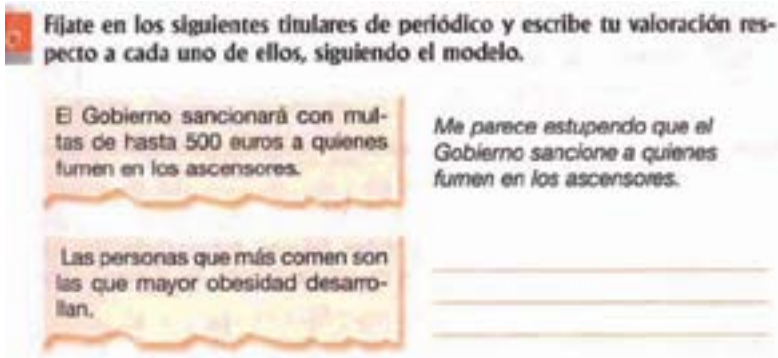 Fíjate en los siguientes titulares de periódico y escribe tu valoración res-
pecto a cada uno de ellos, siguiendo el modelo.
El Gobierno sancionará con mul-
tas de hasta 500 euros a quienes
fumen en los ascensores.
Me parece estupendo que el
Gobierno sancione a quienes
fumen en los ascensores.
Las personas que más comen son
las que mayor obesidad desarro-
llan.